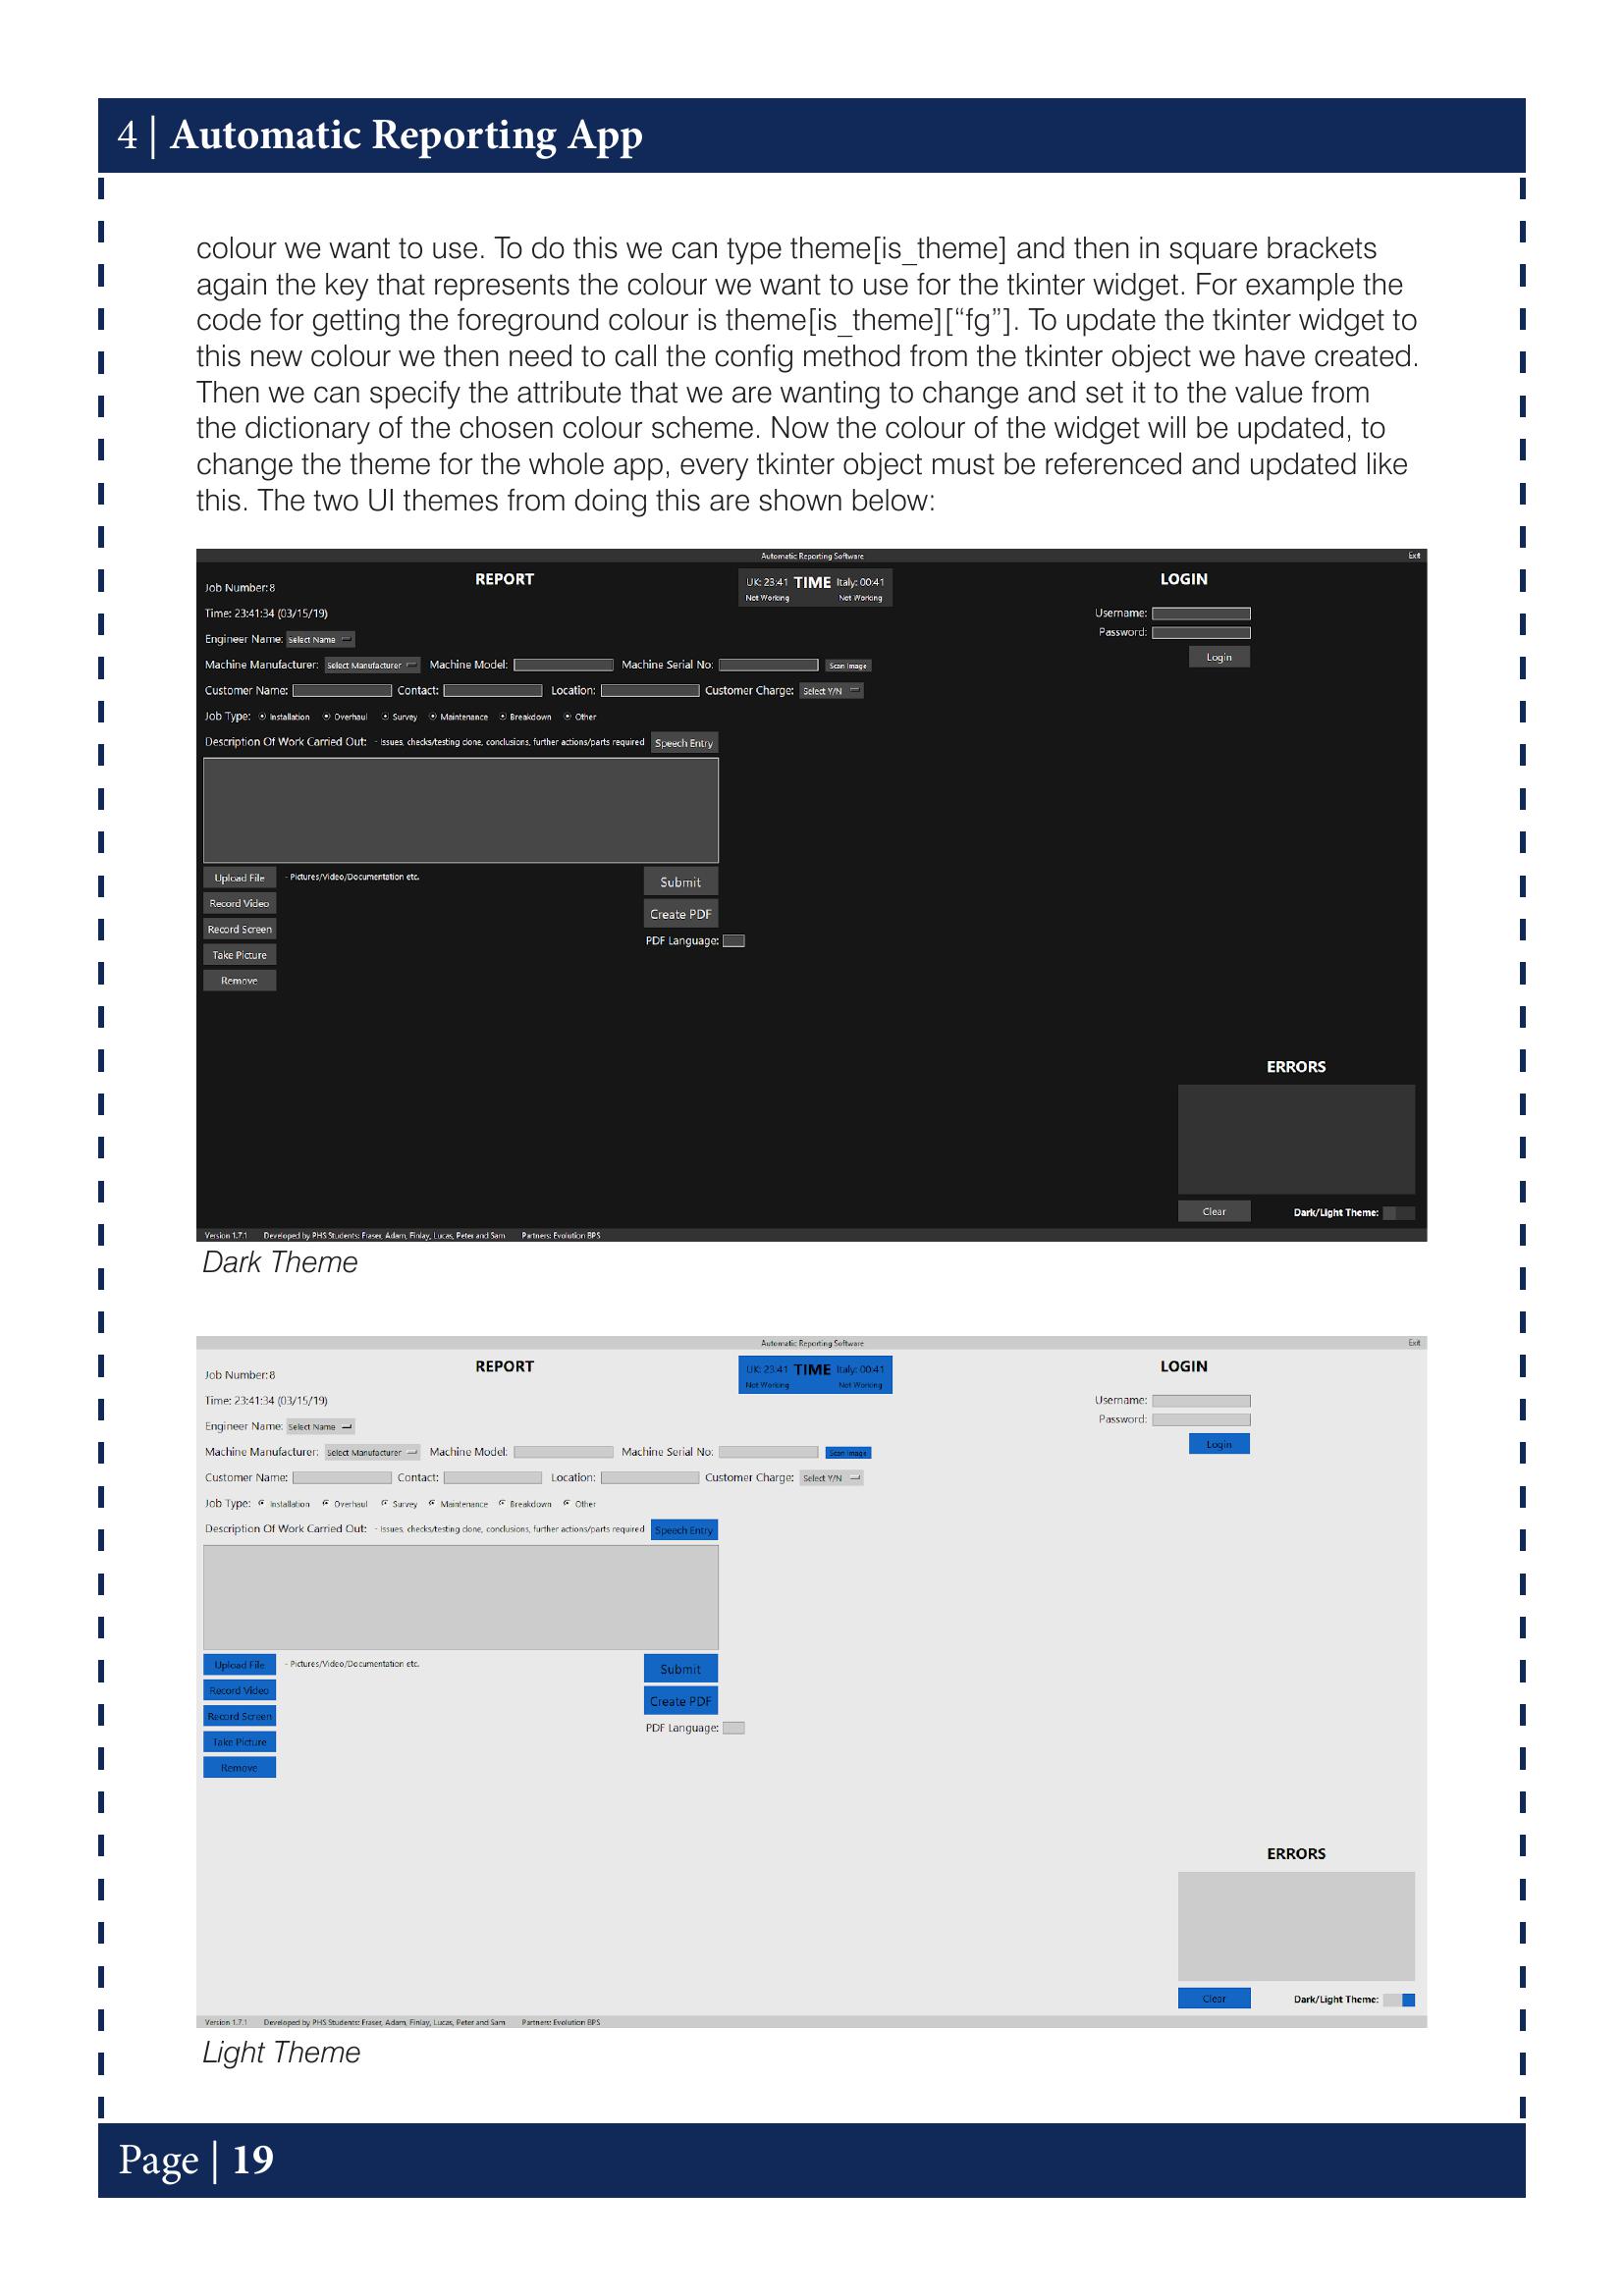 4 | Automatic Reporting App
colour we want to use. To do this we can type theme[is_theme] and then in square brackets
again the key that represents the colour we want to use for the tkinter widget. For example the
code for getting the foreground colour is theme[is_theme][“fg”]. To update the tkinter widget to
this new colour we then need to call the config method from the tkinter object we have created.
Then we can specify the attribute that we are wanting to change and set it to the value from
the dictionary of the chosen colour scheme. Now the colour of the widget will be updated, to
change the theme for the whole app, every tkinter object must be referenced and updated like
this. The two UI themes from doing this are shown below:
Automatic Reporting Software Exit
Job Number: 8 REPORT UK: 23:41 TIME Italy: 00:41 LOGIN
Not Working Not Working
Time: 23:41:34 (03/15/19) Username:
Password:
Engineer Name: Select Name
Login
Machine Manufacturer: Select Manufacturer Machine Model: Machine Serial No: Scan Image
Customer Name: Contact: Location: Customer Charge: Select Y/N
Job Type: Installation Overhaul Survey Maintenance Breakdown Other
Description Of Work Carried Out: - Issues, checks/testing done, conclusions, further actions/parts required Speech Entry
Upload File - Pictures/Video/Documentation etc. Submit
Record Video
Create PDF
Record Screen
PDF Language:
Take Picture
Remove
ERRORS
Clear Dark/Light Theme:
Version 1.7.1 Developed by PHS Students: Fraser, Adam, Finlay, Lucas, Peter and Sam Partners: Evolution BPS
Dark Theme
Automatic Reporting Software Exit
Job Number: 8 REPORT UK: 23:41 TIME Italy: 00:41 LOGIN
Not Working Not Working
Time: 23:41:34 (03/15/19) Username:
Password:
Engineer Name: Select Name
Login
Machine Manufacturer: Select Manufacturer Machine Model: Machine Serial No: Scan Image
Customer Name: Contact: Location: Customer Charge: Select Y/N
Job Type: Installation Overhaul Survey Maintenance Breakdown Other
Description Of Work Carried Out: - Issues, checks/testing done, conclusions, further actions/parts required Speech Entry
Upload File - Pictures/Video/Documentation etc. Submit
Record Video
Create PDF
Record Screen
PDF Language:
Take Picture
Remove
ERRORS
Clear Dark/Light Theme:
Version 1.7.1 Developed by PHS Students: Fraser, Adam, Finlay, Lucas, Peter and Sam Partners: Evolution BPS
Light Theme
Page | 19